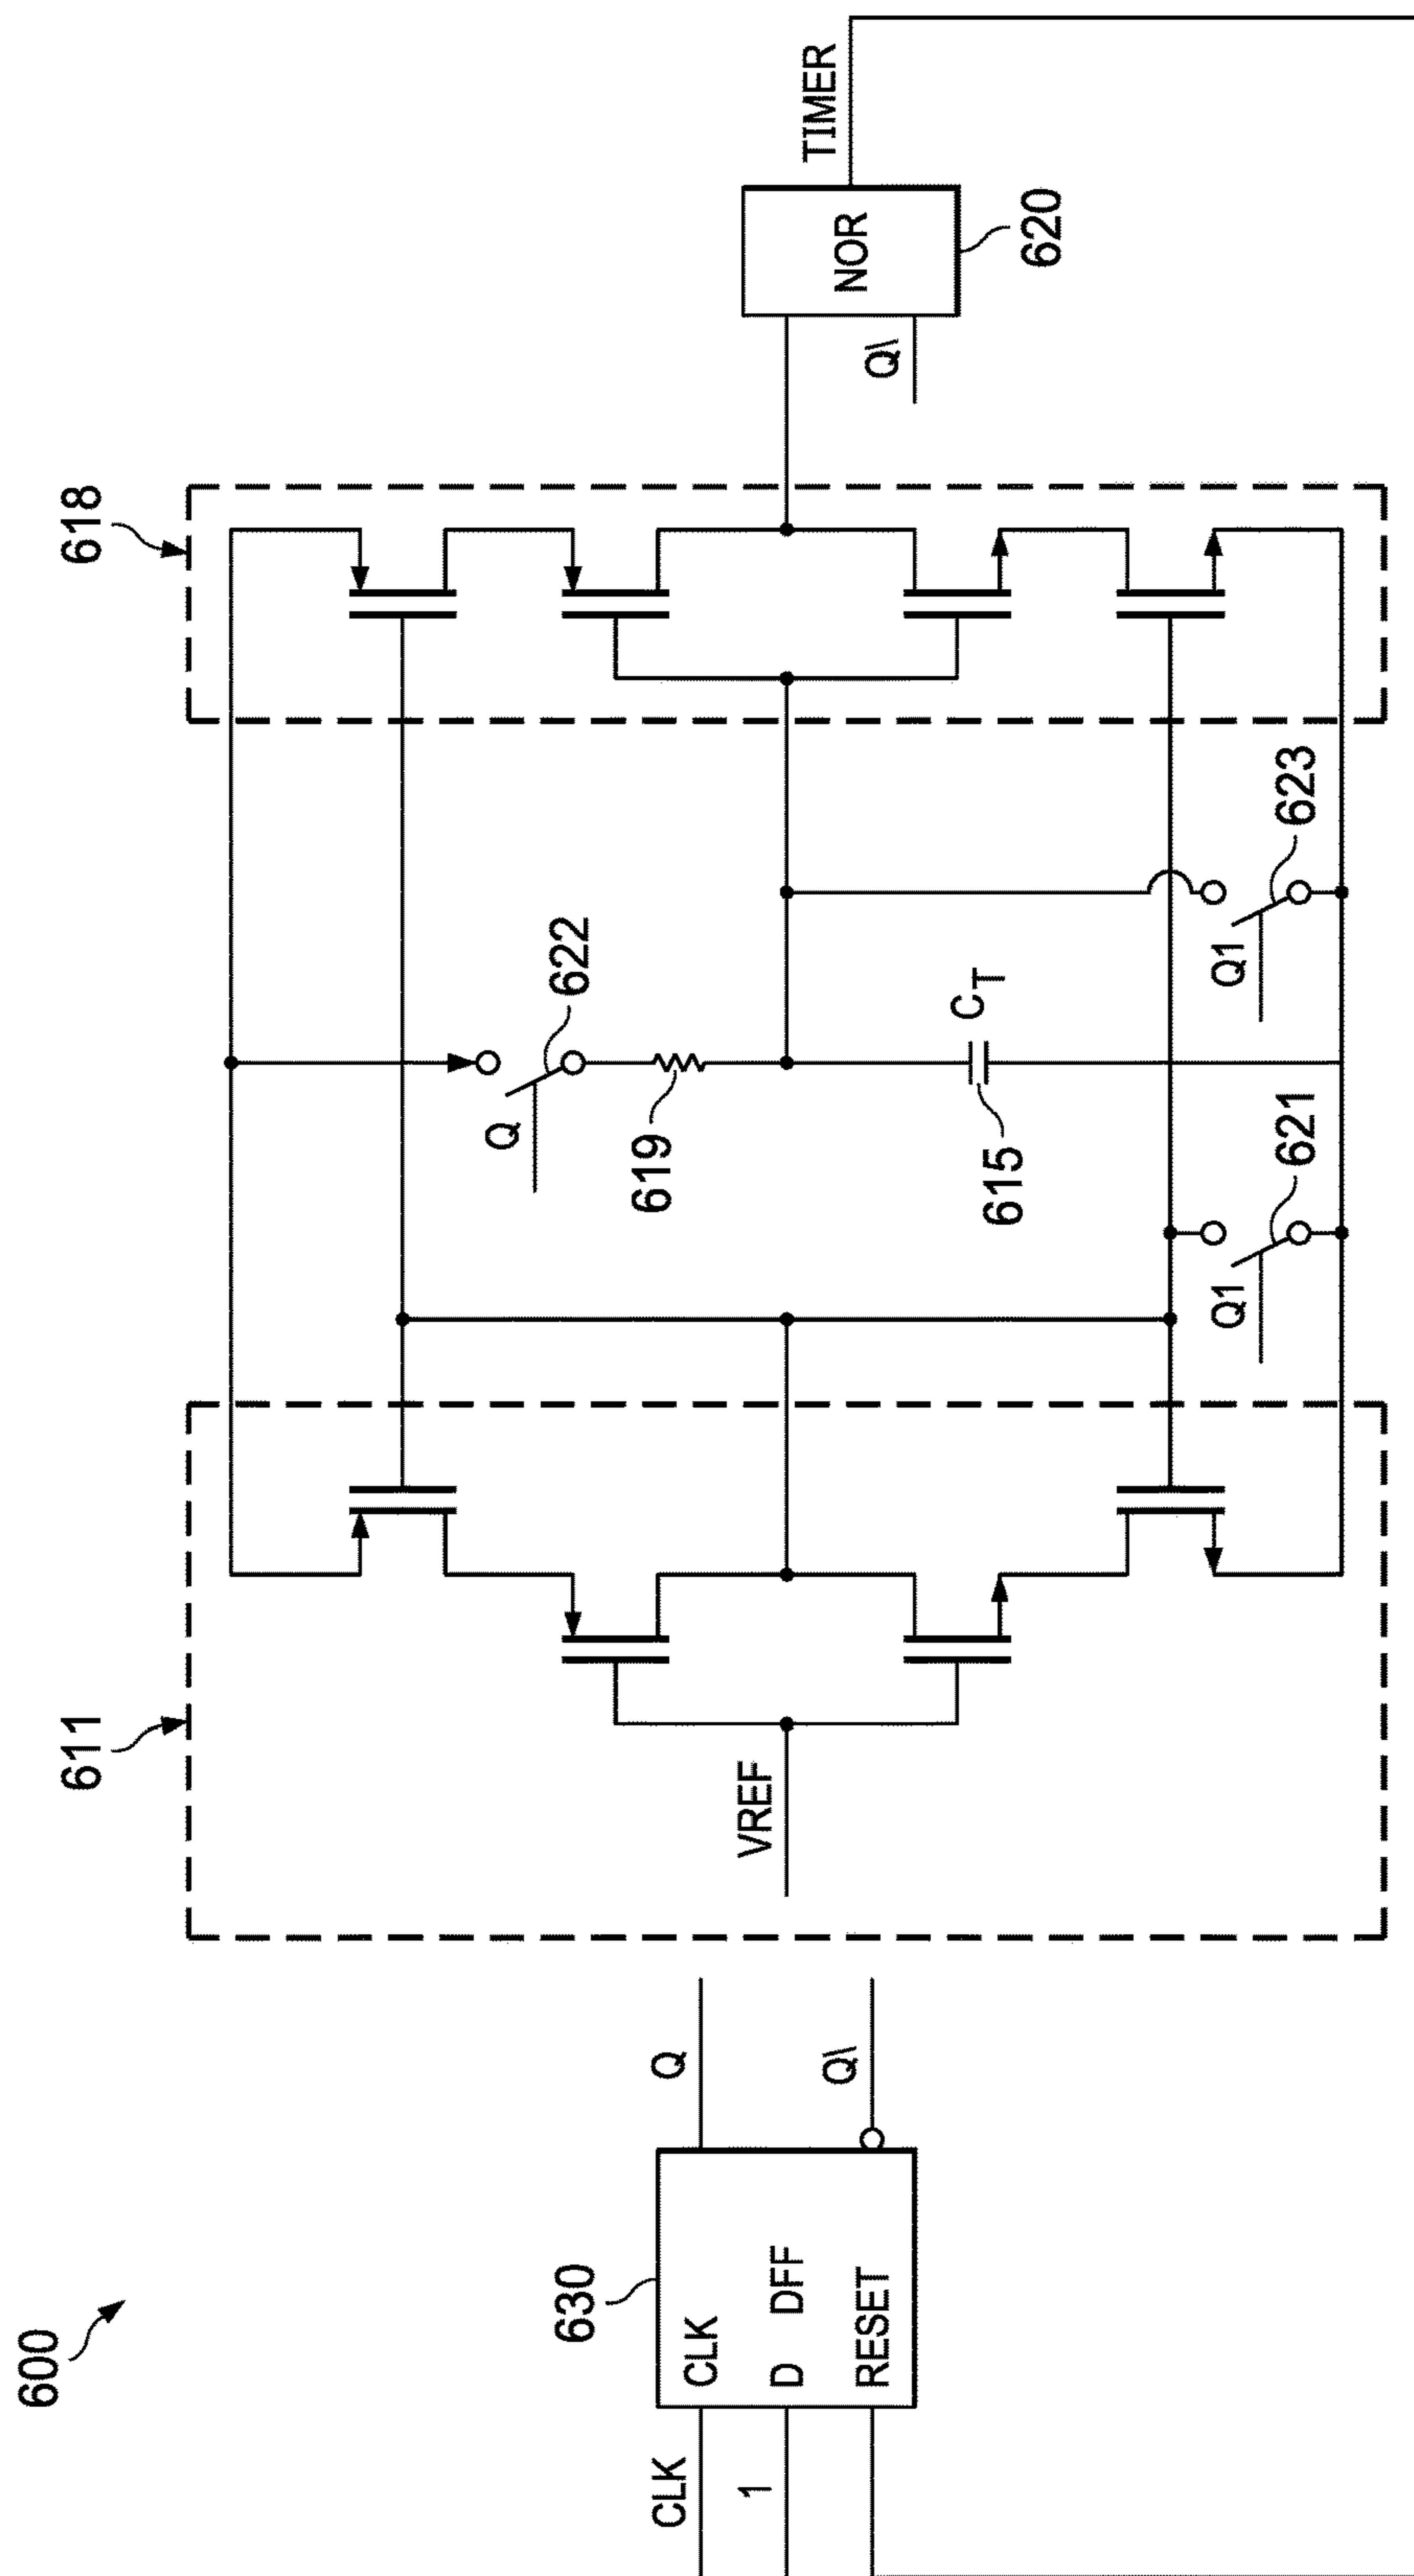 600
CLK
1
630
CLK
D DFF
RESET
Q
Q\
611
VREF
Q
622
619
C T
615
Q1
621
Q1
623
618
Q\
NOR
620
TIMER